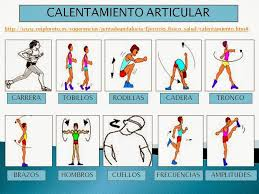 CALENTAMIENTO ARTICULAR
CARRERA TOBILLOS RODILLAS CADERA TRONCO
BRAZOS HOMBROS CUELLOS FRECUENCIAS AMPLITUDES